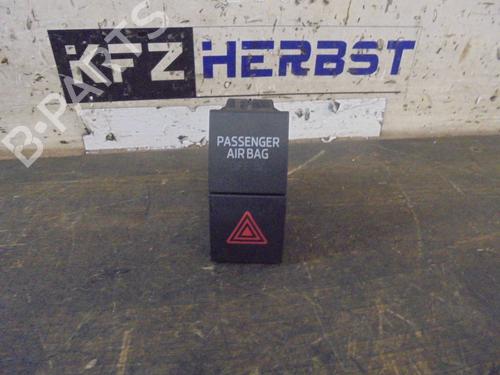 KFZ HERBST
B-PARTS
PASSENGER
AIR BAG